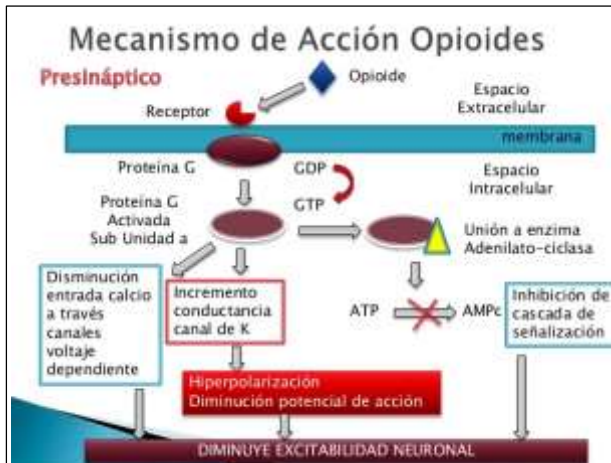 Mecanismo de Acción Opioides
Presináptico
Opioide
Receptor
Espacio
Extracelular
membrana
Proteína G
GDP
Espacio
Intracelular
Proteína G
Activada
Sub Unidad a
GTP
Unión a enzima
Adenilato-ciclasa
Disminución
entrada calcio
a través
canales
voltaje
dependiente
Incremento
conductancia
canal de K
ATP
AMPc
Inhibición de
cascada de
señalización
Hiperpolarización
Diminución potencial de acción
DIMINUYE EXCITABILIDAD NEURONAL